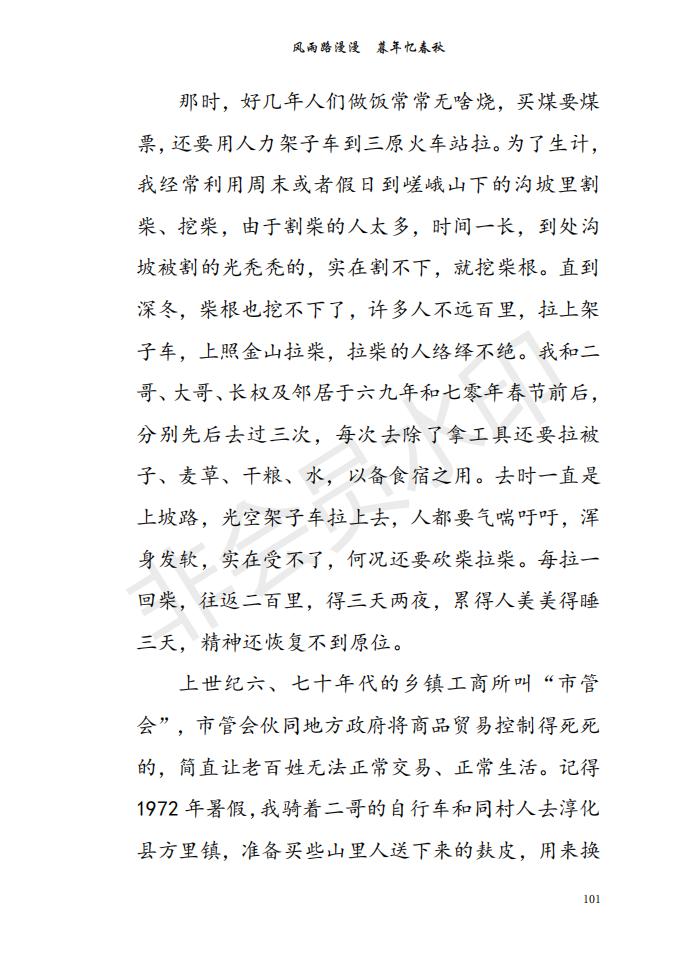 风雨路漫漫 暮年忆春秋
那时，好几年人们做饭常常无啥烧，买煤要煤
票，还要用人力架子车到三原火车站拉。为了生计，
我经常利用周末或者假日到嵯峨山下的沟坡里割
柴、挖柴，由于割柴的人太多，时间一长，到处沟
坡被割的光秃秃的，实在割不下，就挖柴根。直到
深冬，柴根也挖不下了，许多人不远百里，拉上架
子车，上照金山拉柴，拉柴的人络绎不绝。我和二
哥、大哥、长权及邻居于六九年和七零年春节前后，
分别先后去过三次，每次去除了拿工具还要拉被
子、麦草、干粮、水，以备食宿之用。去时一直是
上坡路，光空架子车拉上去，人都要气喘吁吁，浑
身发软，实在受不了，何况还要砍柴拉柴。每拉一
回柴，往返二百里，得三天两夜，累得人美美得睡
三天，精神还恢复不到原位。
上世纪六、七十年代的乡镇工商所叫“市管
会”，市管会伙同地方政府将商品贸易控制得死死
的，简直让老百姓无法正常交易、正常生活。记得
1972 年暑假，我骑着二哥的自行车和同村人去淳化
县方里镇，准备买些山里人送下来的麸皮，用来换
101
非会员水印